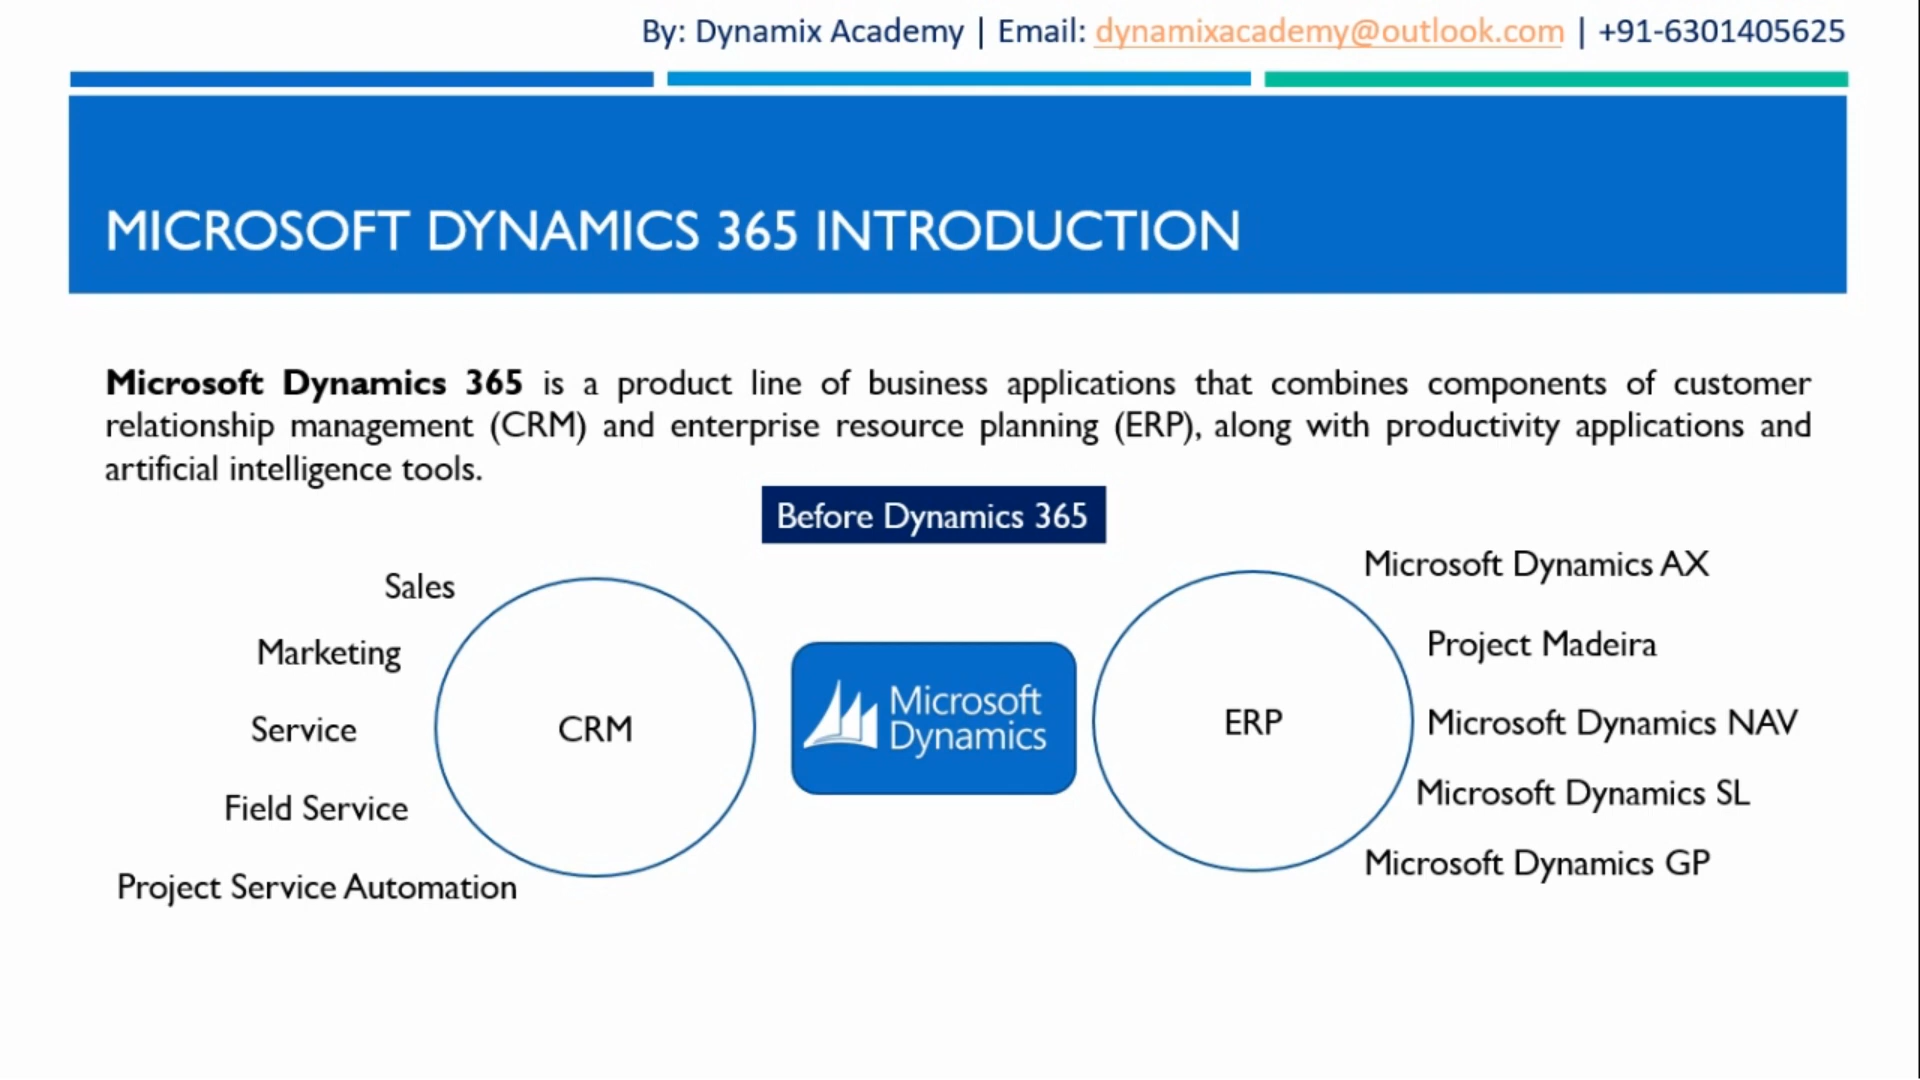 By: Dynamix Academy | Email: dynamixacademy@outlook.com | +91-6301405625
MICROSOFT DYNAMICS 365 INTRODUCTION
Microsoft Dynamics 365 is a product line of business applications that combines components of customer
relationship management (CRM) and enterprise resource planning (ERP), along with productivity applications and
artificial intelligence tools.
Before Dynamics 365
Sales
Marketing
Service
Field Service
Project Service Automation
CRM
Microsoft
Dynamics
ERP
Microsoft Dynamics AX
Project Madeira
Microsoft Dynamics NAV
Microsoft Dynamics SL
Microsoft Dynamics GP